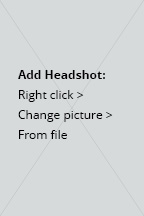 Add Headshot:
Right click >
Change picture >
From file